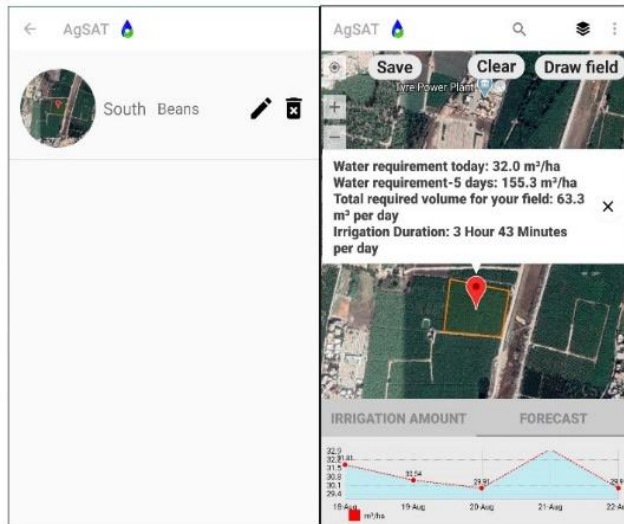 AgSAT
South Beans
AgSAT
Save
Clear
Draw field
Tyre Power Plant
Water requirement today: 32.0 m³/ha
Water requirement-5 days: 155.3 m³/ha
Total required volume for your field: 63.3
m³ per day
Irrigation Duration: 3 Hour 43 Minutes
per day
IRRIGATION AMOUNT
FORECAST
32.9
31.5
30.8
30.1
29.4
30.54
29.91
18-Aug
19-Aug
20-Aug
21-Aug
22-A
m³/ha